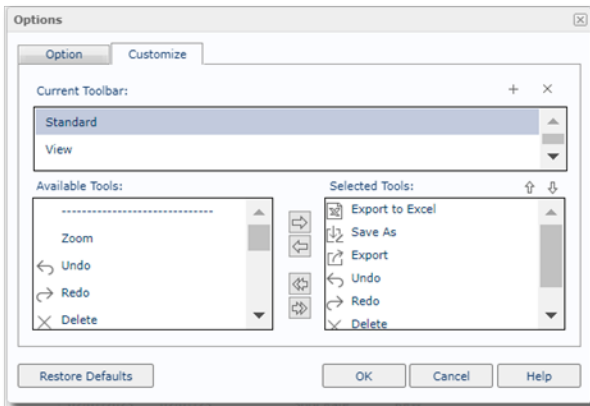 Options
Option Customize
Current Toolbar:
Standard
View
Available Tools:
------------------------------
Zoom
Undo
Redo
Delete
Selected Tools:
Export to Excel
Save As
Export
Undo
Redo
Delete
Restore Defaults OK Cancel Help